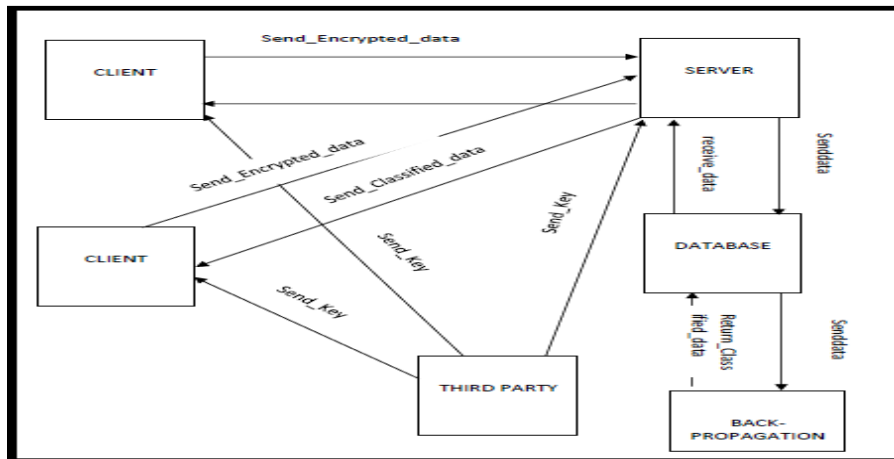 Send_Encrypted_data
CLIENT
SERVER
Send_Encrypted_data
Send_Classified_data
receive_data
Senddata
Send_Key
Send_Key
CLIENT
DATABASE
Send_Key
Return_Class
ified_data
Senddata
THIRD PARTY
BACK-
PROPAGATION